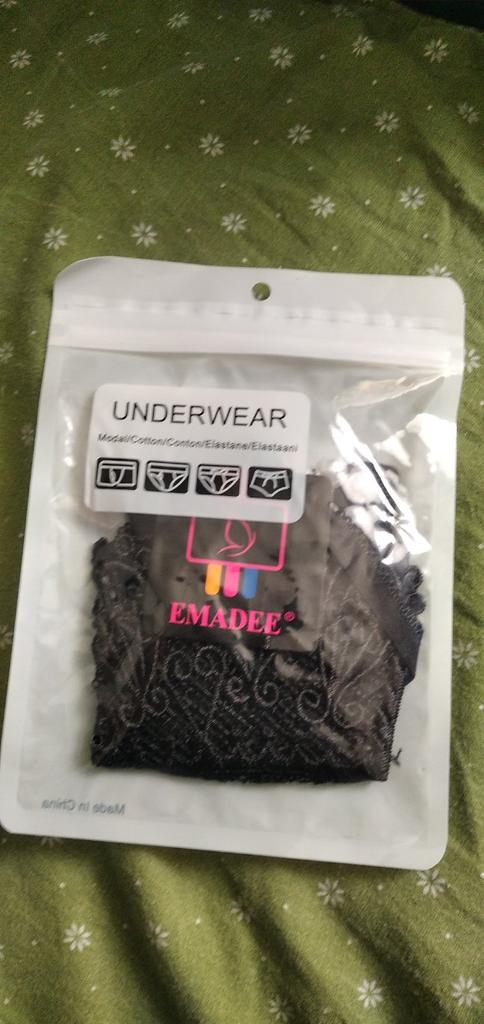 UNDERWEAR
Modal/Cotton/Conton/Elastane/Elastaani
EMADEE®
Made In China